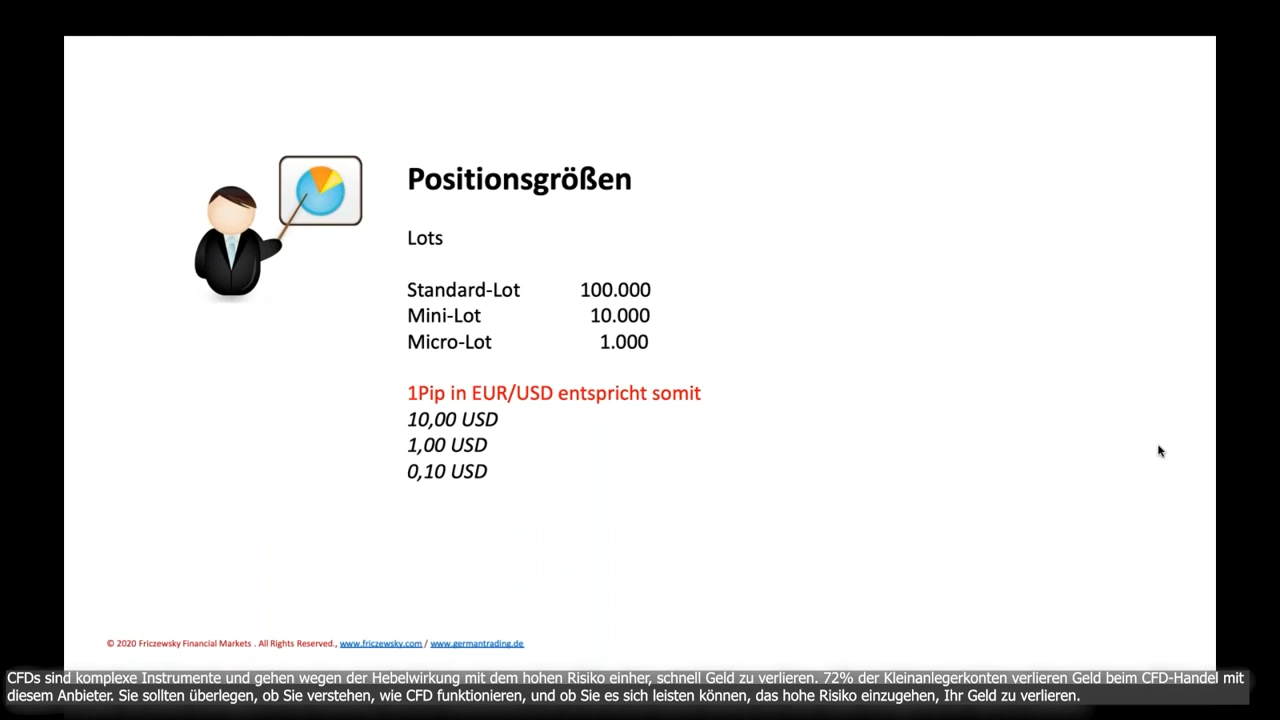 Positionsgrößen
Lots
Standard-Lot 100.000
Mini-Lot 10.000
Micro-Lot 1.000
1Pip in EUR/USD entspricht somit
10,00 USD
1,00 USD
0,10 USD
© 2020 Friczewsky Financial Markets . All Rights Reserved., www.friczewsky.com / www.germantrading.de
CFDs sind komplexe Instrumente und gehen wegen der Hebelwirkung mit dem hohen Risiko einher, schnell Geld zu verlieren. 72% der Kleinanlegerkonten verlieren Geld beim CFD-Handel mit
diesem Anbieter. Sie sollten überlegen, ob Sie verstehen, wie CFD funktionieren, und ob Sie es sich leisten können, das hohe Risiko einzugehen, Ihr Geld zu verlieren.